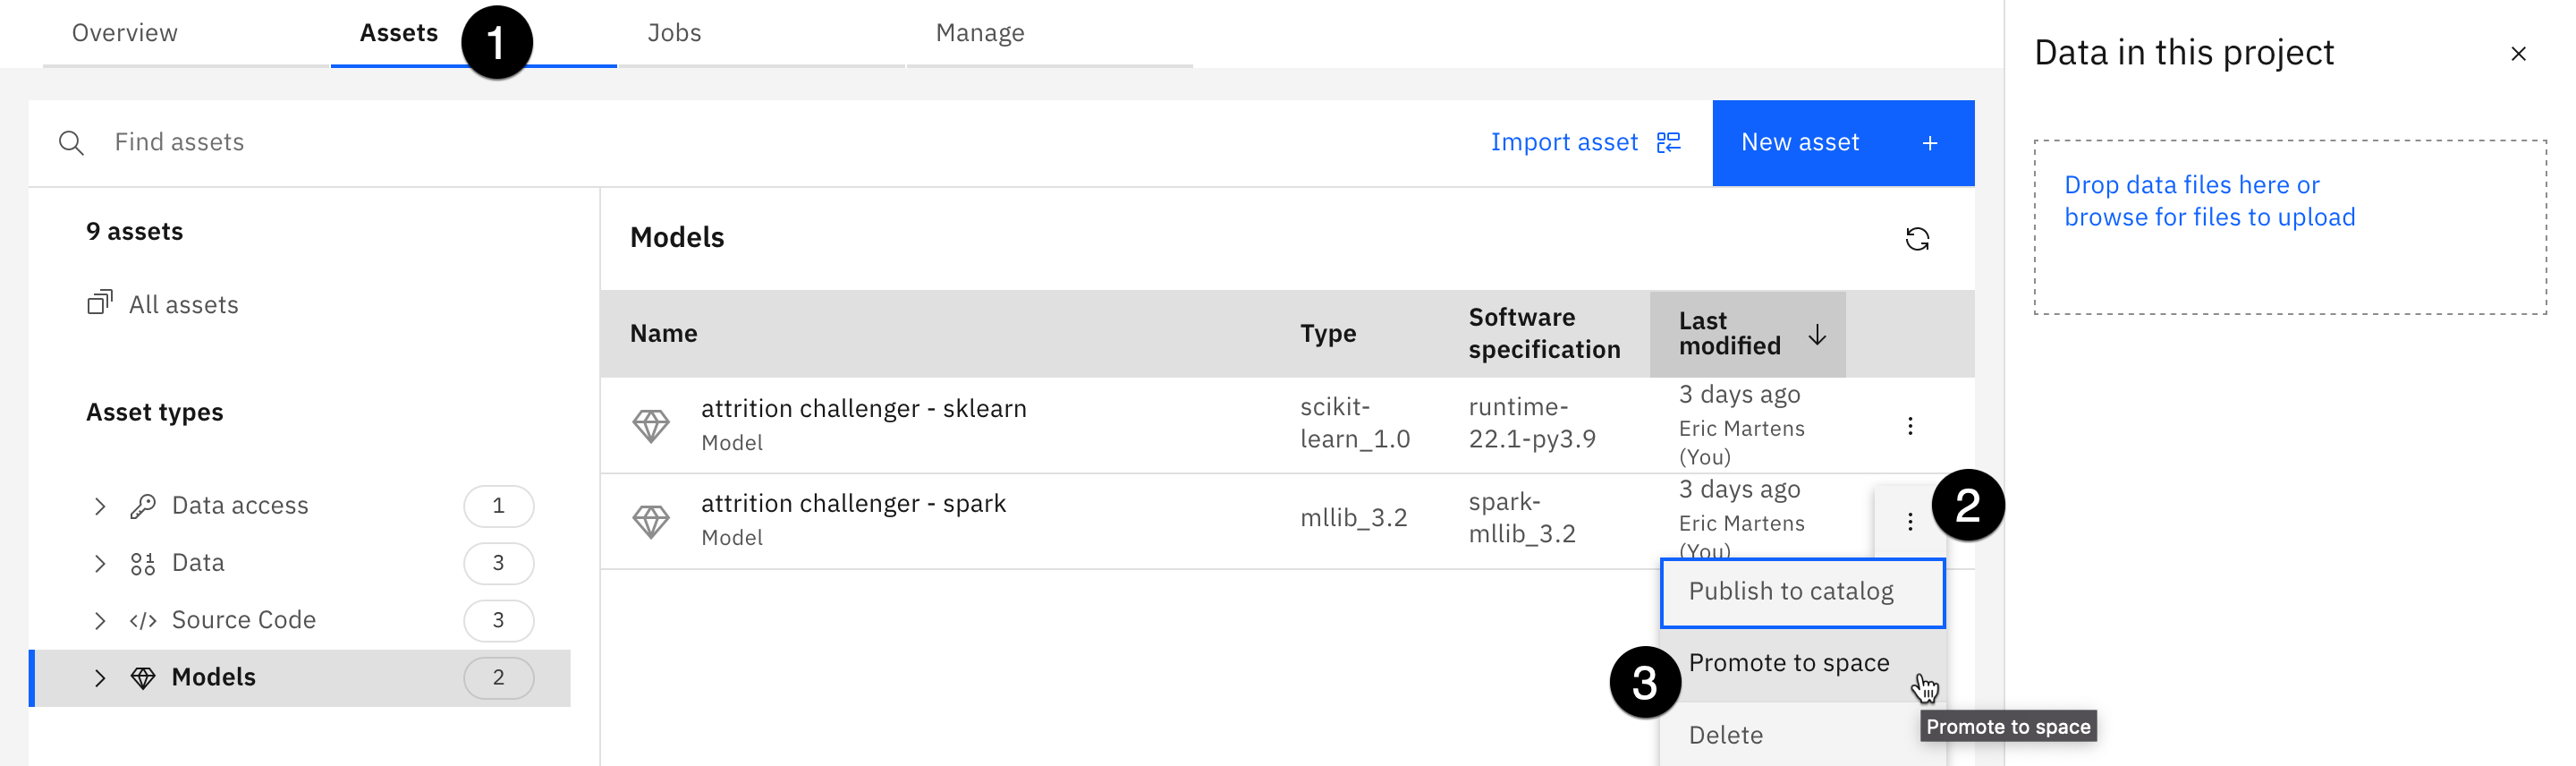 Overview
Assets
1
Jobs
Manage
Data in this project
Find assets
Import asset
New asset
Drop data files here or
browse for files to upload
9 assets
All assets
Asset types
Data access 1
Data 3
Source Code 3
Models 2
Models
Name
Type
Software
specification
Last
modified
attrition challenger - sklearn
Model
scikit-
learn_1.0
runtime-
22.1-py3.9
3 days ago
Eric Martens
(You)
attrition challenger - spark
Model
mllib_3.2
spark-
mllib_3.2
3 days ago
Eric Martens
(You)
2
Publish to catalog
3
Promote to space
Promote to space
Delete